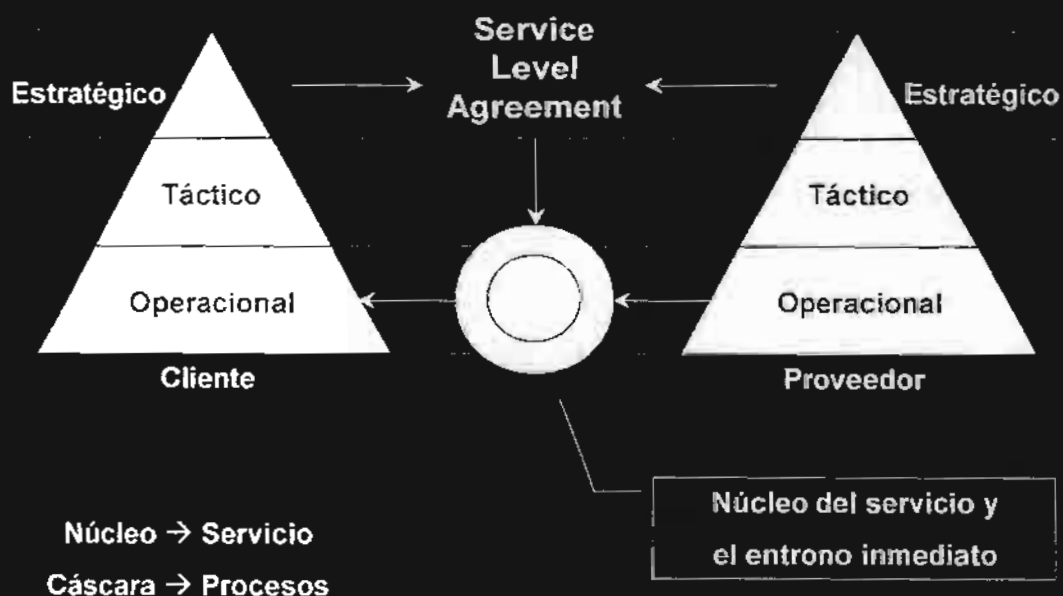 Service
Level
Agreement
Estratégico
Estratégico
Táctico
Táctico
Operacional
Operacional
Cliente
Proveedor
Núcleo del servicio y
el entrono inmediato
Núcleo → Servicio
Cáscara → Procesos